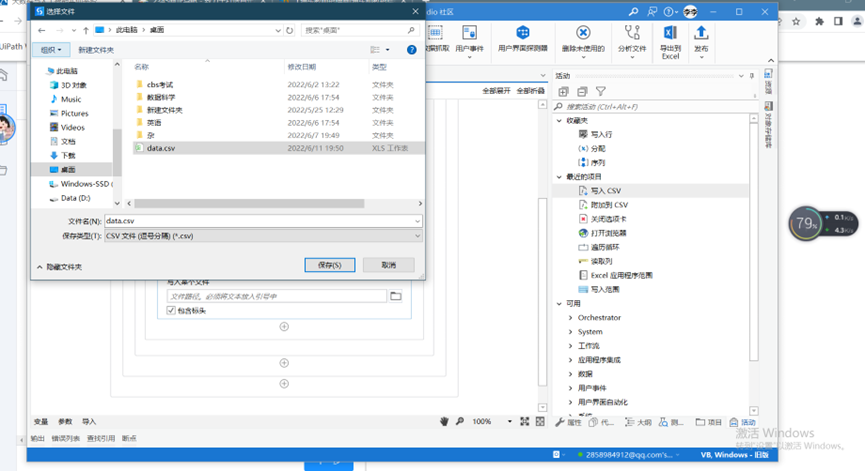 选择文件
此电脑 > 桌面
搜索"桌面"
组织 新建文件夹
此电脑
3D 对象
Music
Pictures
Videos
文档
下载
桌面
Windows-SSD (
Data (D:)
名称 修改日期 类型
cbs考试 2022/6/2 13:22 文件夹
数据科学 2022/6/6 17:54 文件夹
新建文件夹 2022/5/25 12:29 文件夹
英语 2022/6/6 17:54 文件夹
杂 2022/6/7 19:49 文件夹
data.csv 2022/6/11 19:50 XLS 工作表
文件名(N): data.csv
保存类型(T): CSV 文件 (逗号分隔) (*.csv)
隐藏文件夹
保存(S) 取消
dio 社区
UiPath
数据抓取 用户事件 用户界面探测器 删除未使用的 分析文件 导出到 Excel 发布
全部展开 全部折叠
写入某个文件
文件路径。必须将文本放入引号中
包含标头
活动
搜索活动 (Ctrl+Alt+F)
收藏夹
写入行
分配
序列
最近的项目
写入 CSV
附加到 CSV
关闭选项卡
打开浏览器
遍历循环
读取列
Excel 应用程序范围
写入范围
可用
Orchestrator
System
工作流
应用程序集成
数据
用户事件
用户界面自动化
系统
变量 参数 导入
100%
属性 代... 大纲 测... 项目 活动
输出 错误列表 查找引用 断点
2858984912@qq.com's...
VB, Windows - 旧版
激活 Windows
转到"设置"以激活 Windows。
79%
0.1K/s
4.3K/s